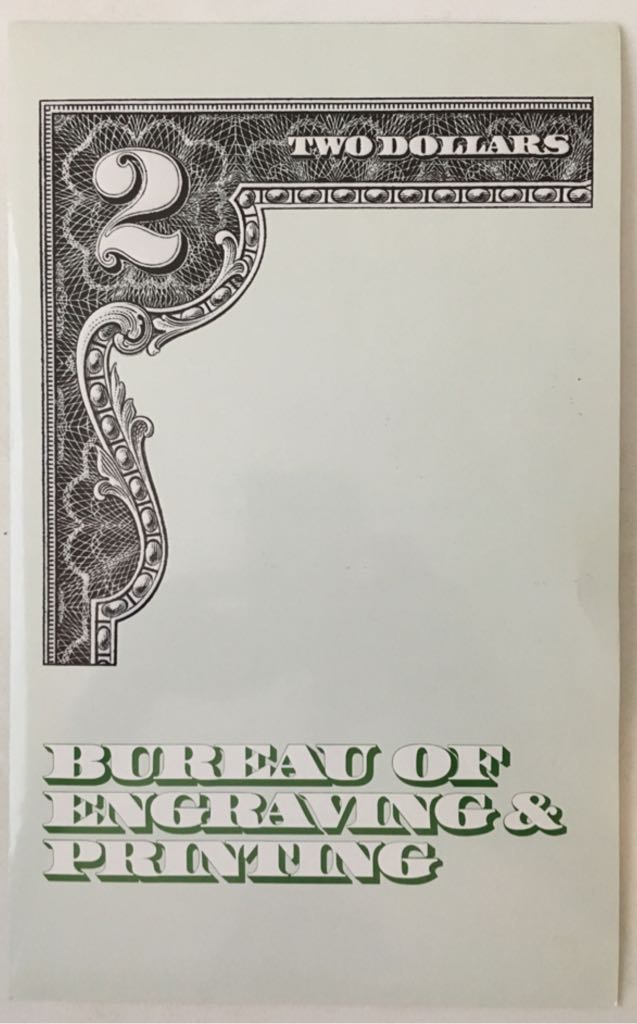 2
TWO DOLLARS
BUREAU OF
ENGRAVING &
PRINTING